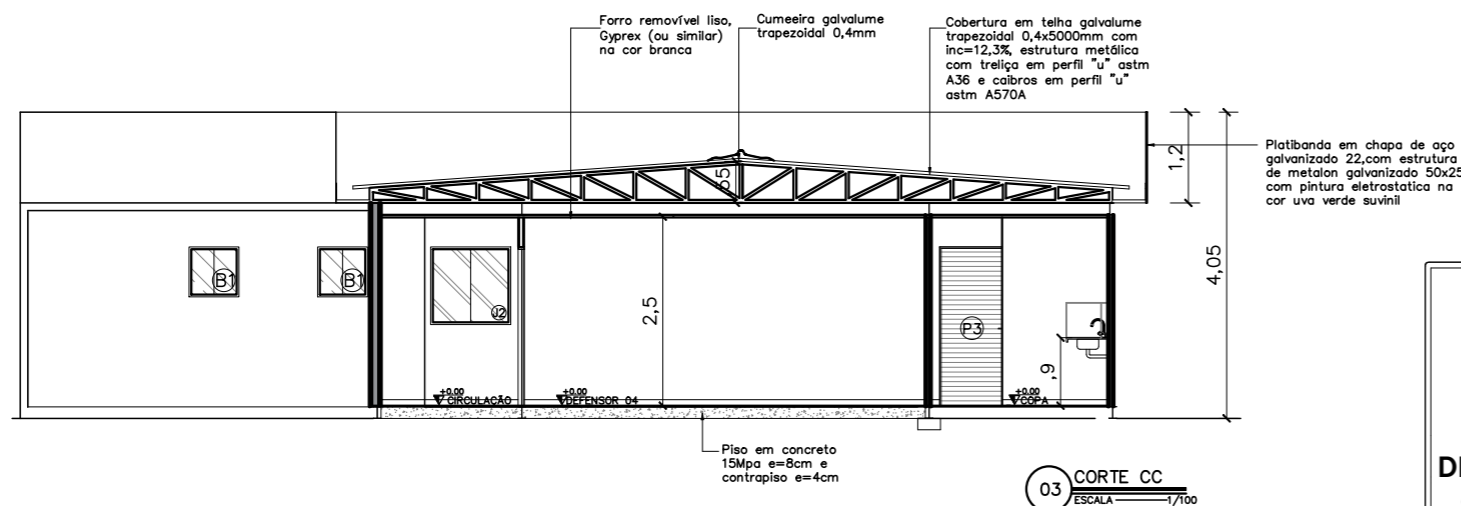 Forro removível liso,
Gyprex (ou similar)
na cor branca
Cumeeira galvalume
trapezoidal 0,4mm
Cobertura em telha galvalume
trapezoidal 0,4x5000mm com
inc=12,3%, estrutura metálica
com treliça em perfil "u" astm
A36 e caibros em perfil "u"
astm A570A
1,2
Platibanda em chapa de aço
galvanizado 22,com estrutura
de metalon galvanizado 50x25
com pintura eletrostatica na
cor uva verde suvinil
4,05
B1
B1
J2
2,5
P3
,9
+0.00
CIRCULAÇÃO
+0.00
DEFENSOR 04
+0.00
COPA
Piso em concreto
15Mpa e=8cm e
contrapiso e=4cm
03
CORTE CC
ESCALA
1/100